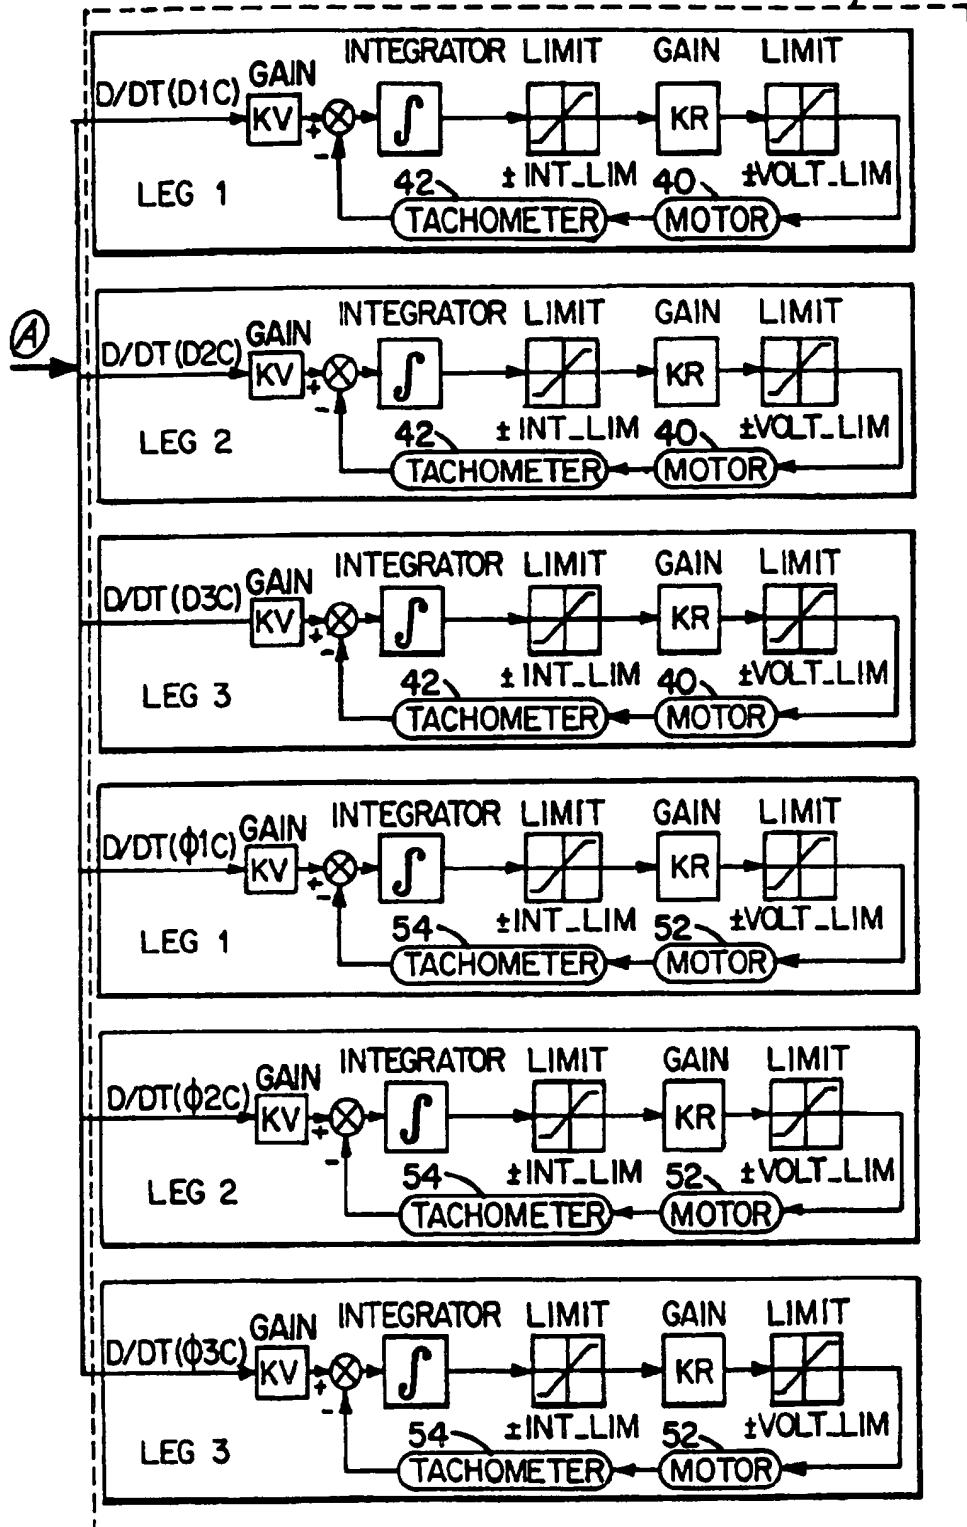 INTEGRATOR LIMIT GAIN LIMIT
GAIN
D/DT(D1C)
KV + - ∫ KR
± INT_LIM ±VOLT_LIM
LEG 1
42 40
TACHOMETER MOTOR
A
INTEGRATOR LIMIT GAIN LIMIT
GAIN
D/DT(D2C)
KV + - ∫ KR
± INT_LIM ±VOLT_LIM
LEG 2
42 40
TACHOMETER MOTOR
INTEGRATOR LIMIT GAIN LIMIT
GAIN
D/DT(D3C)
KV + - ∫ KR
± INT_LIM ±VOLT_LIM
LEG 3
42 40
TACHOMETER MOTOR
INTEGRATOR LIMIT GAIN LIMIT
GAIN
D/DT(ϕ1C)
KV + - ∫ KR
±INT_LIM ±VOLT_LIM
LEG 1
54 52
TACHOMETER MOTOR
INTEGRATOR LIMIT GAIN LIMIT
GAIN
D/DT(ϕ2C)
KV + - ∫ KR
±INT_LIM ±VOLT_LIM
LEG 2
54 52
TACHOMETER MOTOR
INTEGRATOR LIMIT GAIN LIMIT
GAIN
D/DT(ϕ3C)
KV + - ∫ KR
±INT_LIM ±VOLT_LIM
LEG 3
54 52
TACHOMETER MOTOR